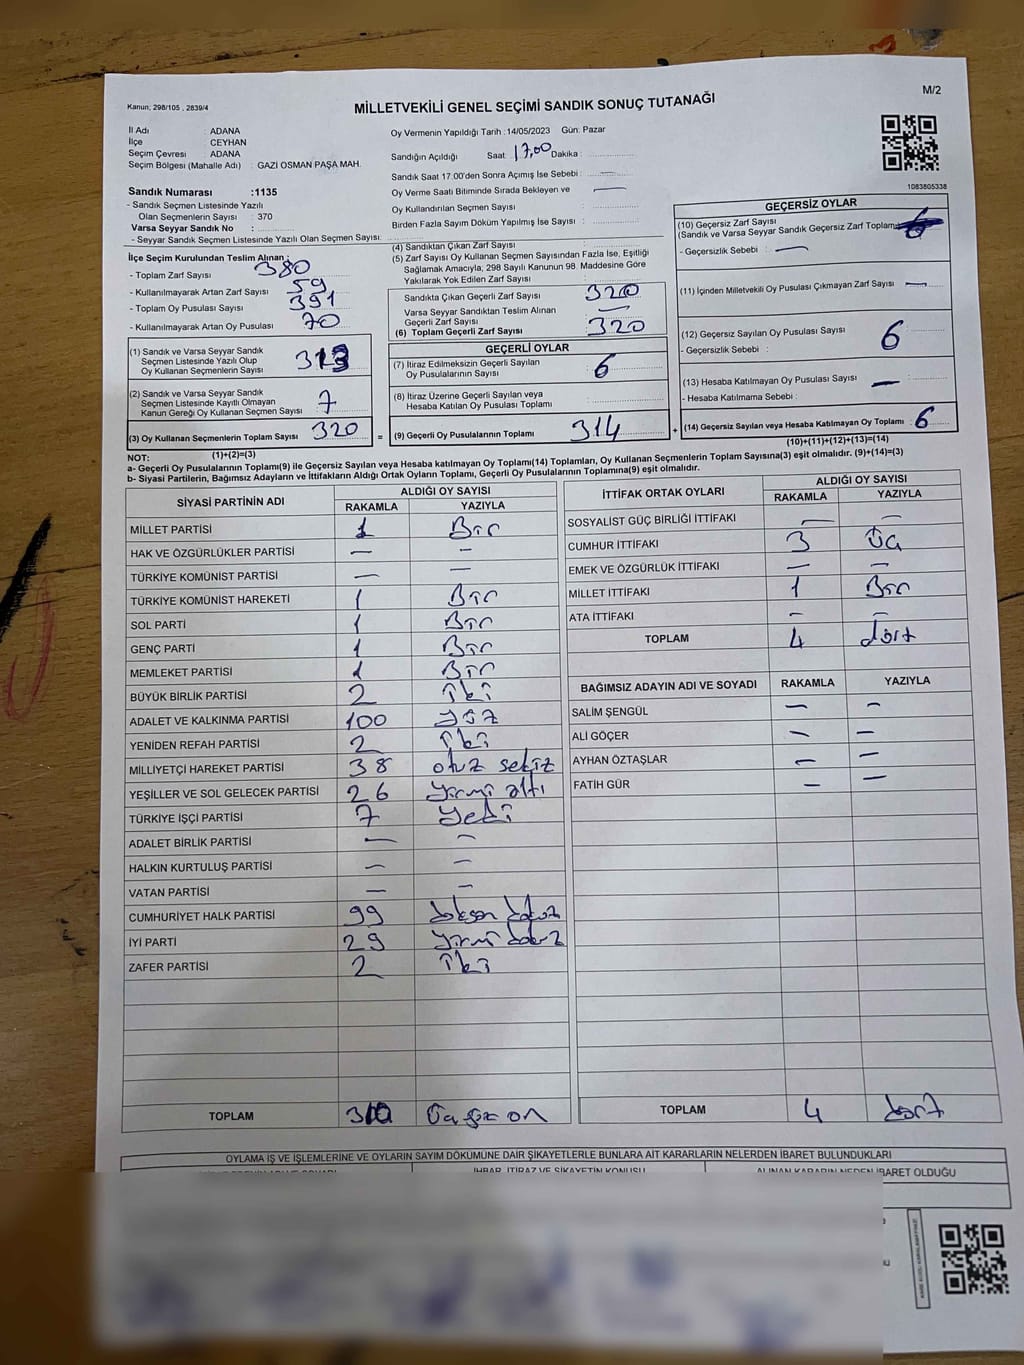 Kanun; 298/105 , 2839/4
MİLLETVEKİLİ GENEL SEÇİMİ SANDIK SONUÇ TUTANAĞI
M/2
İl Adı : ADANA
İlçe : CEYHAN
Seçim Çevresi : ADANA
Seçim Bölgesi (Mahalle Adı) : GAZI OSMAN PAŞA MAH.
Oy Vermenin Yapıldığı Tarih : 14/05/2023 Gün: Pazar
Sandığın Açıldığı Saat 17,00 Dakika :
Sandık Saat 17.00'den Sonra Açımış İse Sebebi : —
Oy Verme Saati Bitiminde Sırada Bekleyen ve —
Oy Kullandırılan Seçmen Sayısı :
Birden Fazla Sayım Döküm Yapılmış İse Sayısı :
1083805338
Sandık Numarası :1135
- Sandık Seçmen Listesinde Yazılı
Olan Seçmenlerin Sayısı : 370
Varsa Seyyar Sandık No :
- Seyyar Sandık Seçmen Listesinde Yazılı Olan Seçmen Sayısı:
İlçe Seçim Kurulundan Teslim Alınan :
- Toplam Zarf Sayısı 380
- Kullanılmayarak Artan Zarf Sayısı 59
- Toplam Oy Pusulası Sayısı 391
- Kullanılmayarak Artan Oy Pusulası 70
(1) Sandık ve Varsa Seyyar Sandık
Seçmen Listesinde Yazılı Olup
Oy Kullanan Seçmenlerin Sayısı 313
(2) Sandık ve Varsa Seyyar Sandık
Seçmen Listesinde Kayıtlı Olmayan
Kanun Gereği Oy Kullanan Seçmen Sayısı 7
(3) Oy Kullanan Seçmenlerin Toplam Sayısı 320
(1)+(2)=(3)
(4) Sandıktan Çıkan Zarf Sayısı :
(5) Zarf Sayısı Oy Kullanan Seçmen Sayısından Fazla İse, Eşitliği
Sağlamak Amacıyla, 298 Sayılı Kanunun 98. Maddesine Göre
Yakılarak Yok Edilen Zarf Sayısı :
Sandıkta Çıkan Geçerli Zarf Sayısı 320
Varsa Seyyar Sandıktan Teslim Alınan
Geçerli Zarf Sayısı : —
(6) Toplam Geçerli Zarf Sayısı 320
GEÇERLİ OYLAR
(7) İtiraz Edilmeksizin Geçerli Sayılan
Oy Pusulalarının Sayısı 6
(8) İtiraz Üzerine Geçerli Sayılan veya
Hesaba Katılan Oy Pusulası Toplamı :
= (9) Geçerli Oy Pusulalarının Toplamı 314
GEÇERSİZ OYLAR
(10) Geçersiz Zarf Sayısı
(Sandık ve Varsa Seyyar Sandık Geçersiz Zarf Toplamı)
- Geçersizlik Sebebi : —
(11) İçinden Milletvekili Oy Pusulası Çıkmayan Zarf Sayısı —
(12) Geçersiz Sayılan Oy Pusulası Sayısı 6
- Geçersizlik Sebebi :
(13) Hesaba Katılmayan Oy Pusulası Sayısı —
- Hesaba Katılmama Sebebi :
+ (14) Geçersiz Sayılan veya Hesaba Katılmayan Oy Toplamı 6
(10)+(11)+(12)+(13)=(14)
NOT:
a- Geçerli Oy Pusulalarının Toplamı(9) ile Geçersiz Sayılan veya Hesaba katılmayan Oy Toplamı(14) Toplamları, Oy Kullanan Seçmenlerin Toplam Sayısına(3) eşit olmalıdır. (9)+(14)=(3)
b- Siyasi Partilerin, Bağımsız Adayların ve İttifakların Aldığı Ortak Oyların Toplamı, Geçerli Oy Pusulalarının Toplamına(9) eşit olmalıdır.
SİYASİ PARTİNİN ADI ALDIĞI OY SAYISI
RAKAMLA YAZIYLA
MİLLET PARTİSİ 1 Bir
HAK VE ÖZGÜRLÜKLER PARTİSİ — —
TÜRKİYE KOMÜNİST PARTİSİ — —
TÜRKİYE KOMÜNİST HAREKETİ 1 Bir
SOL PARTİ 1 Bir
GENÇ PARTİ 1 Bir
MEMLEKET PARTİSİ 1 Bir
BÜYÜK BİRLİK PARTİSİ 2 İki
ADALET VE KALKINMA PARTİSİ 100 yüz
YENİDEN REFAH PARTİSİ 2 İki
MİLLİYETÇİ HAREKET PARTİSİ 38 otuz sekiz
YEŞİLLER VE SOL GELECEK PARTİSİ 26 yirmi altı
TÜRKİYE İŞÇİ PARTİSİ 7 yedi
ADALET BİRLİK PARTİSİ — —
HALKIN KURTULUŞ PARTİSİ — —
VATAN PARTİSİ — —
CUMHURİYET HALK PARTİSİ 99 doksan dokuz
İYİ PARTİ 29 yirmi dokuz
ZAFER PARTİSİ 2 İki
TOPLAM 310 Üç yüz on
İTTİFAK ORTAK OYLARI ALDIĞI OY SAYISI
RAKAMLA YAZIYLA
SOSYALIST GÜÇ BİRLİĞİ İTTİFAKI — —
CUMHUR İTTİFAKI 3 Üç
EMEK VE ÖZGÜRLÜK İTTİFAKI — —
MİLLET İTTİFAKI 1 Bir
ATA İTTİFAKI — —
TOPLAM 4 dört
BAĞIMSIZ ADAYIN ADI VE SOYADI RAKAMLA YAZIYLA
SALİM ŞENGÜL — —
ALİ GÖÇER — —
AYHAN ÖZTAŞLAR — —
FATİH GÜR — —
TOPLAM 4 dört
OYLAMA İŞ VE İŞLEMLERİNE VE OYLARIN SAYIM DÖKÜMÜNE DAİR ŞİKAYETLERLE BUNLARA AİT KARARLARIN NELERDEN İBARET BULUNDUKLARI
İHBAR, İTİRAZ VE ŞİKAYETİN KONUSU
ALINAN KARARIN NEDEN İBARET OLDUĞU